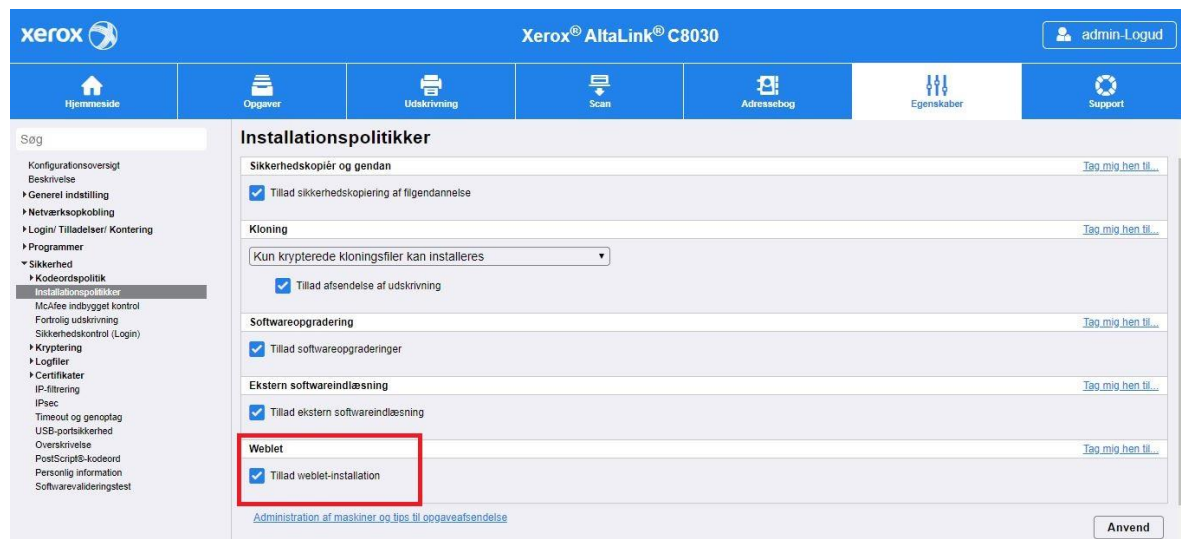 xerox
Xerox® AltaLink® C8030
admin-Logud
Hjemmeside
Opgaver
Udskrivning
Scan
Adressebog
Egenskaber
Support
Søg
Konfigurationsoversigt
Beskrivelse
Generel indstilling
Netværksopkobling
Login/ Tilladelser/ Kontering
Programmer
Sikkerhed
Kodeordspolitik
Installationspolitikker
McAfee indbygget kontrol
Fortrolig udskrivning
Sikkerhedskontrol (Login)
Kryptering
Logfiler
Certifikater
IP-filtrering
IPsec
Timeout og genoptag
USB-portsikkerhed
Overskrivelse
PostScript®-kodeord
Personlig information
Softwarevalideringstest
Installationspolitikker
Sikkerhedskopiér og gendan Tag mig hen til...
Tillad sikkerhedskopiering af filgendannelse
Kloning Tag mig hen til...
Kun krypterede kloningsfiler kan installeres
Tillad afsendelse af udskrivning
Softwareopgradering Tag mig hen til...
Tillad softwareopgraderinger
Ekstern softwareindlæsning Tag mig hen til...
Tillad ekstern softwareindlæsning
Weblet Tag mig hen til...
Tillad weblet-installation
Administration af maskiner og tips til opgaveafsendelse
Anvend